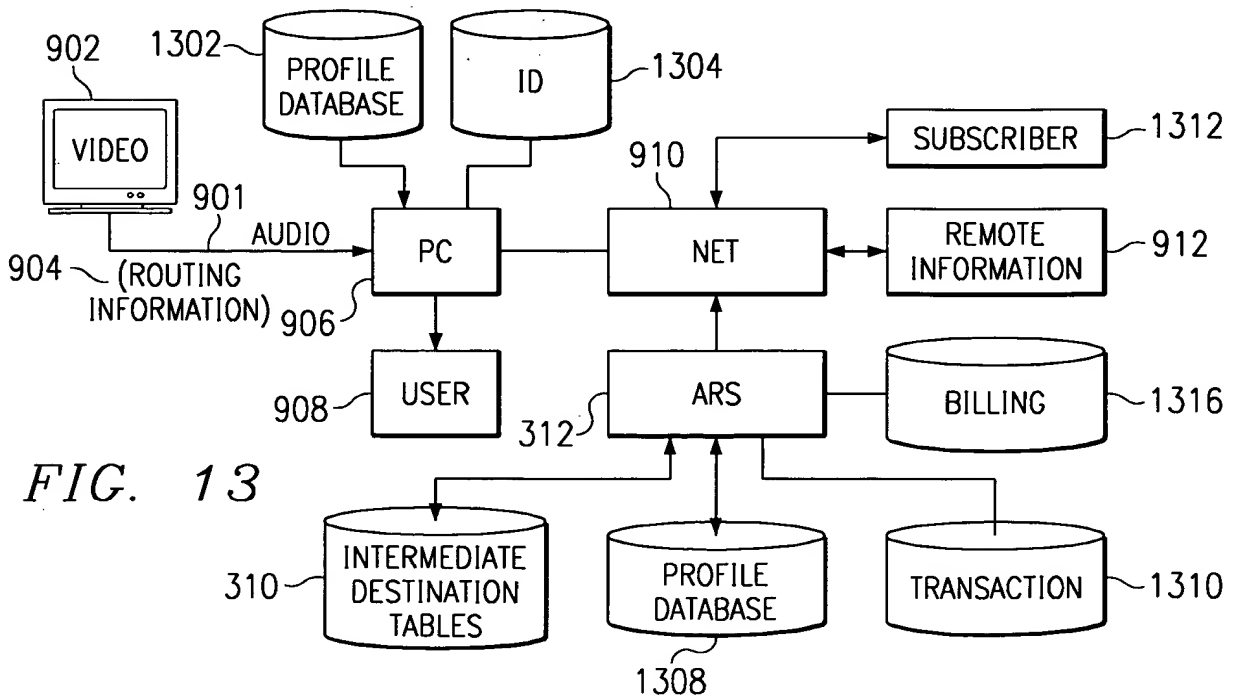 1302
902
PROFILE
DATABASE
ID
1304
VIDEO
910
SUBSCRIBER
1312
901
AUDIO
904
(ROUTING
INFORMATION)
PC
906
NET
REMOTE
INFORMATION
912
USER
908
ARS
312
BILLING
1316
FIG. 13
310
INTERMEDIATE
DESTINATION
TABLES
PROFILE
DATABASE
1308
TRANSACTION
1310